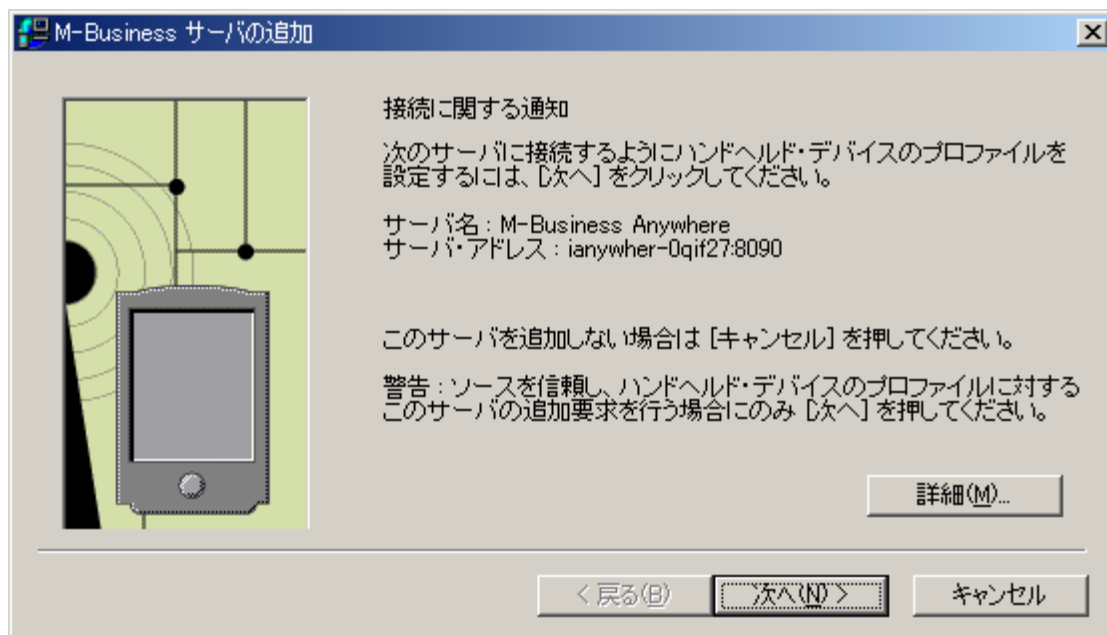 M-Business サーバの追加
接続に関する通知
次のサーバに接続するようにハンドヘルド・デバイスのプロファイルを
設定するには、[次へ] をクリックしてください。
サーバ名 : M-Business Anywhere
サーバ・アドレス : ianywher-0qif27:8090
このサーバを追加しない場合は [キャンセル] を押してください。
警告 : ソースを信頼し、ハンドヘルド・デバイスのプロファイルに対する
このサーバの追加要求を行う場合にのみ [次へ] を押してください。
詳細(M)...
< 戻る(B)
次へ(N) >
キャンセル